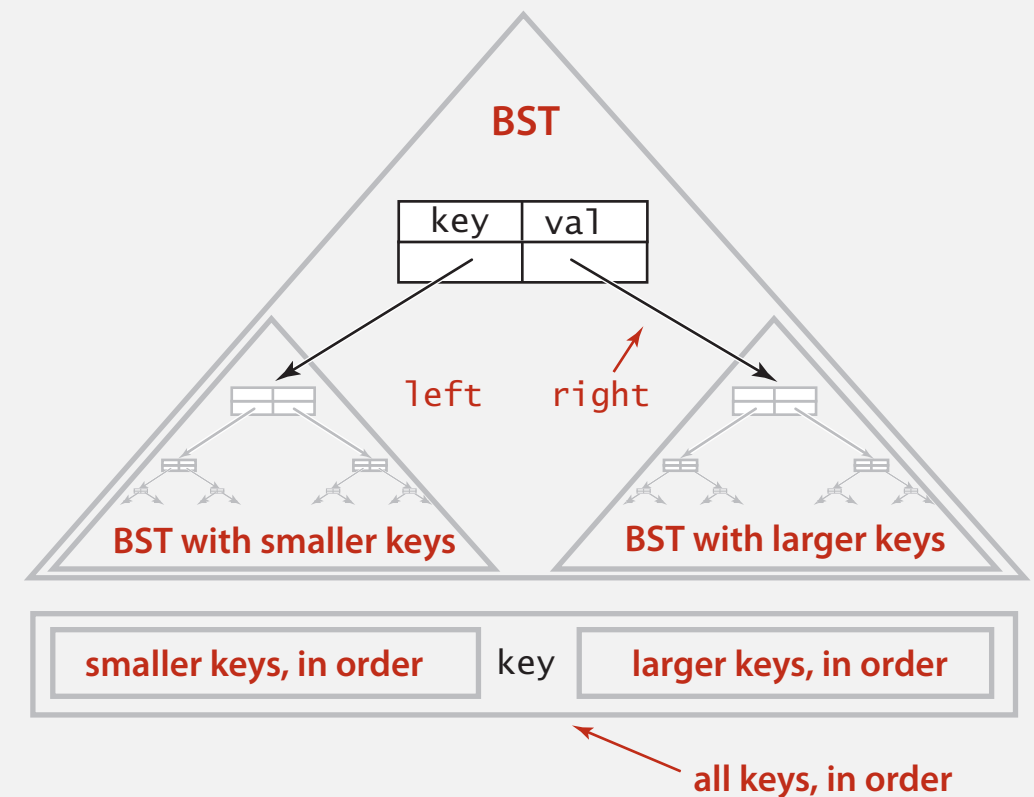 BST
key val
left right
BST with smaller keys BST with larger keys
smaller keys, in order key larger keys, in order
all keys, in order